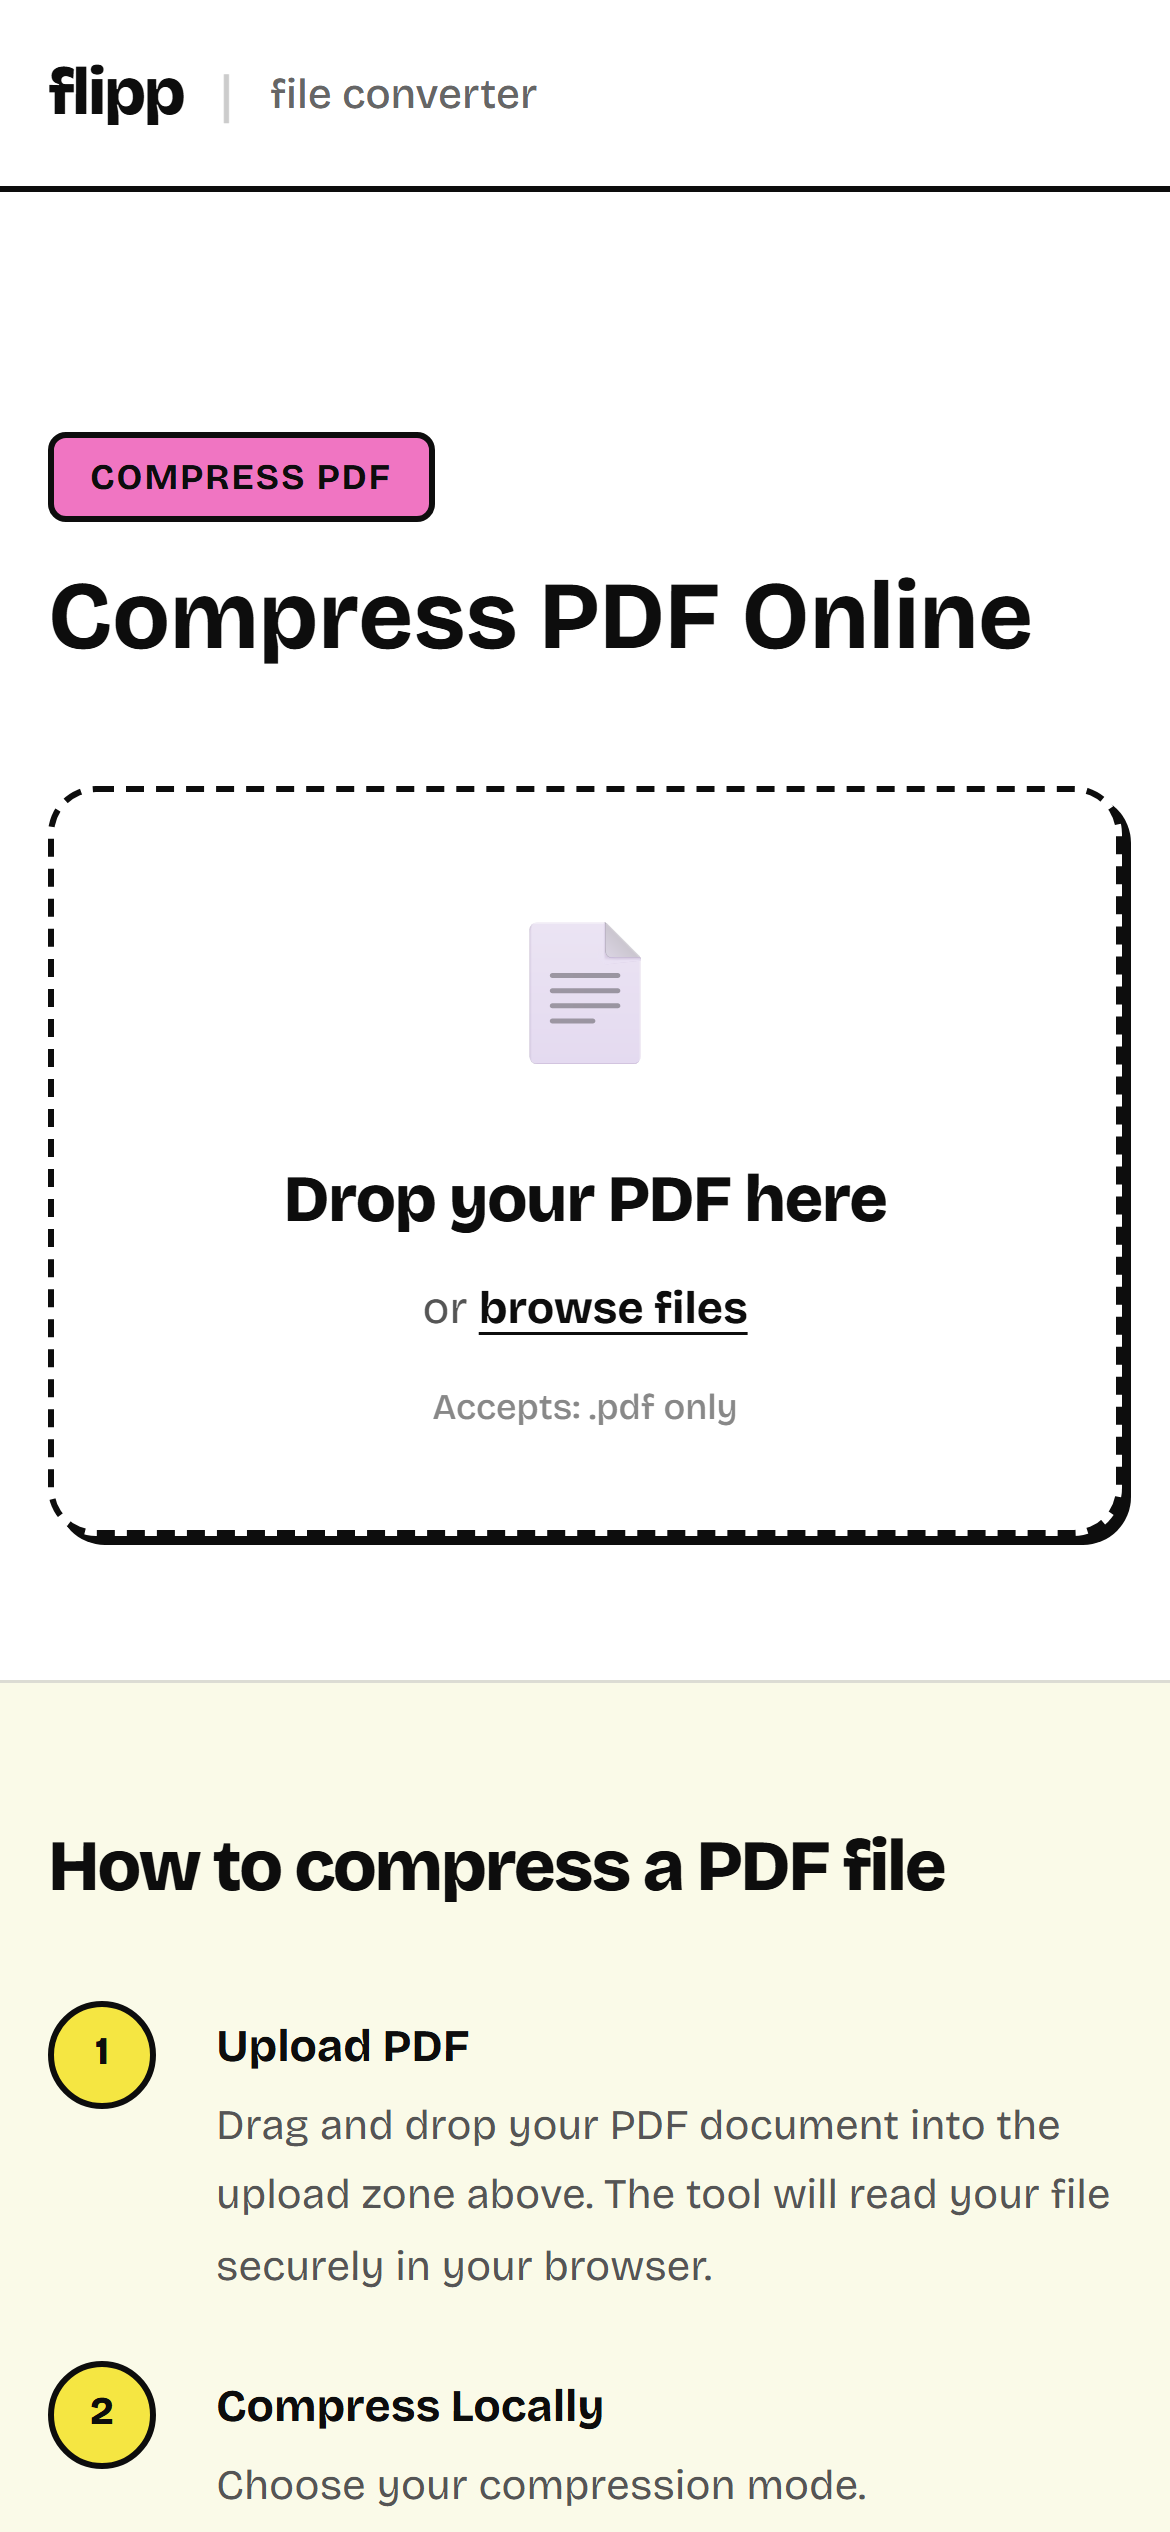 flipp | file converter
COMPRESS PDF
Compress PDF Online
Drop your PDF here
or browse files
Accepts: .pdf only
How to compress a PDF file
1
Upload PDF
Drag and drop your PDF document into the
upload zone above. The tool will read your file
securely in your browser.
2
Compress Locally
Choose your compression mode.